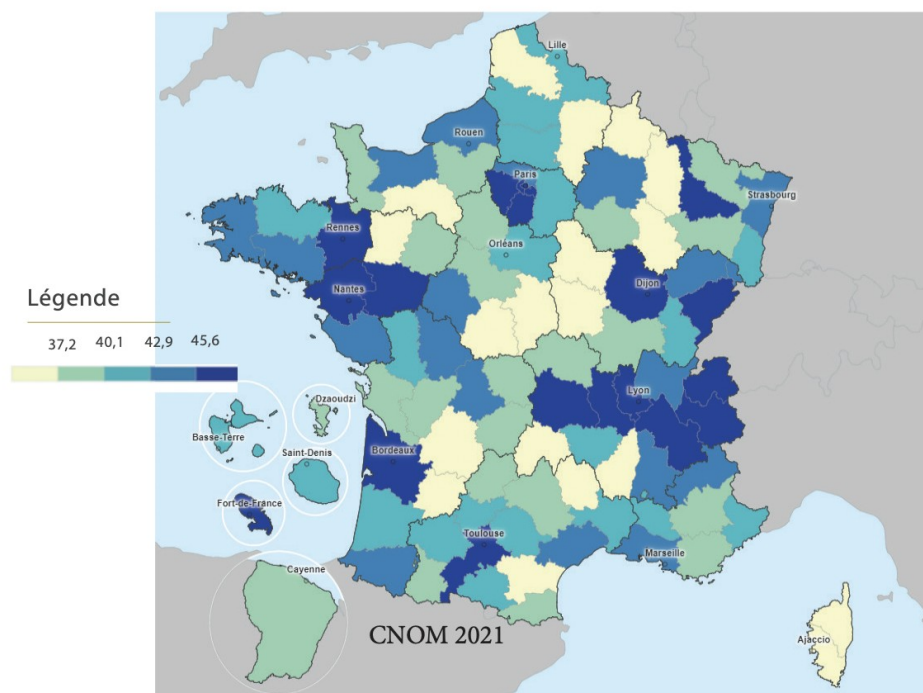 Lille
Rouen
Paris
Strasbourg
Rennes
Orléans
Nantes
Dijon
Légende
37,2 40,1 42,9 45,6
Dzaoudzi
Lyon
Basse-Terre
Saint-Denis
Bordeaux
Fort-de-France
Toulouse
Marseille
Cayenne
CNOM 2021
Ajaccio